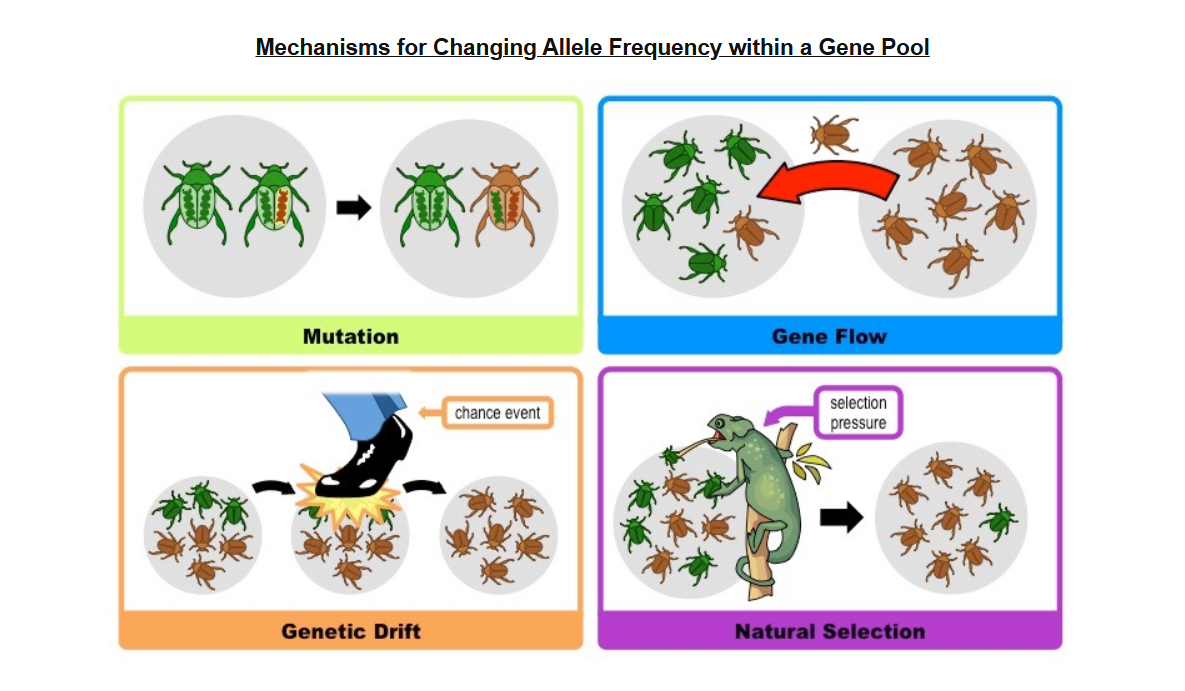 Mechanisms for Changing Allele Frequency within a Gene Pool
Mutation
Gene Flow
chance event
Genetic Drift
selection
pressure
Natural Selection